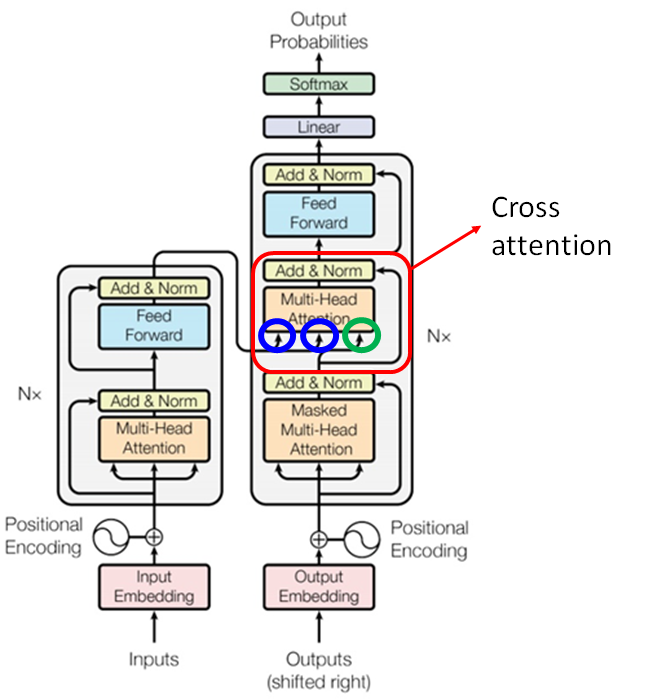 Output
Probabilities
Softmax
Linear
Add & Norm
Feed
Forward
Add & Norm
Multi-Head
Attention
Cross
attention
Nx
Add & Norm
Masked
Multi-Head
Attention
Add & Norm
Feed
Forward
Nx
Add & Norm
Multi-Head
Attention
Positional
Encoding
Positional
Encoding
Input
Embedding
Output
Embedding
Inputs
Outputs
(shifted right)